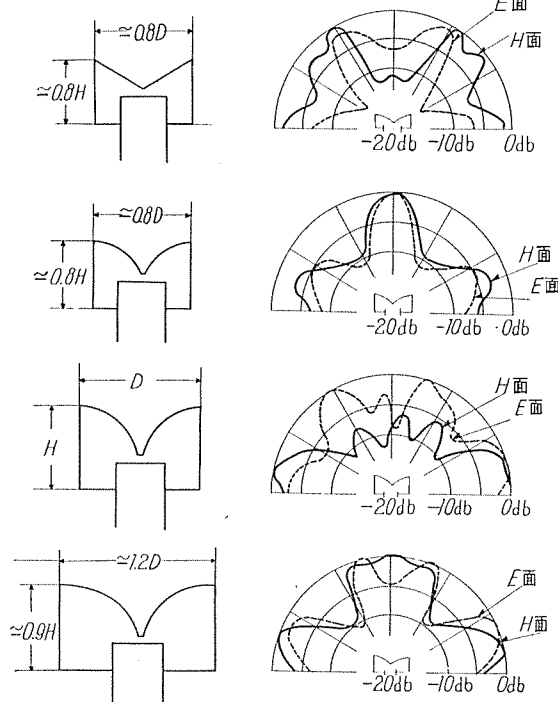 ≃0.8D
≃0.8H
E面
H面
-20db -10db 0db
≃0.8D
≃0.8H
H面
E面
-20db -10db 0db
D
H
H面
E面
-20db -10db 0db
≃1.2D
≃0.9H
E面
H面
-20db -10db 0db